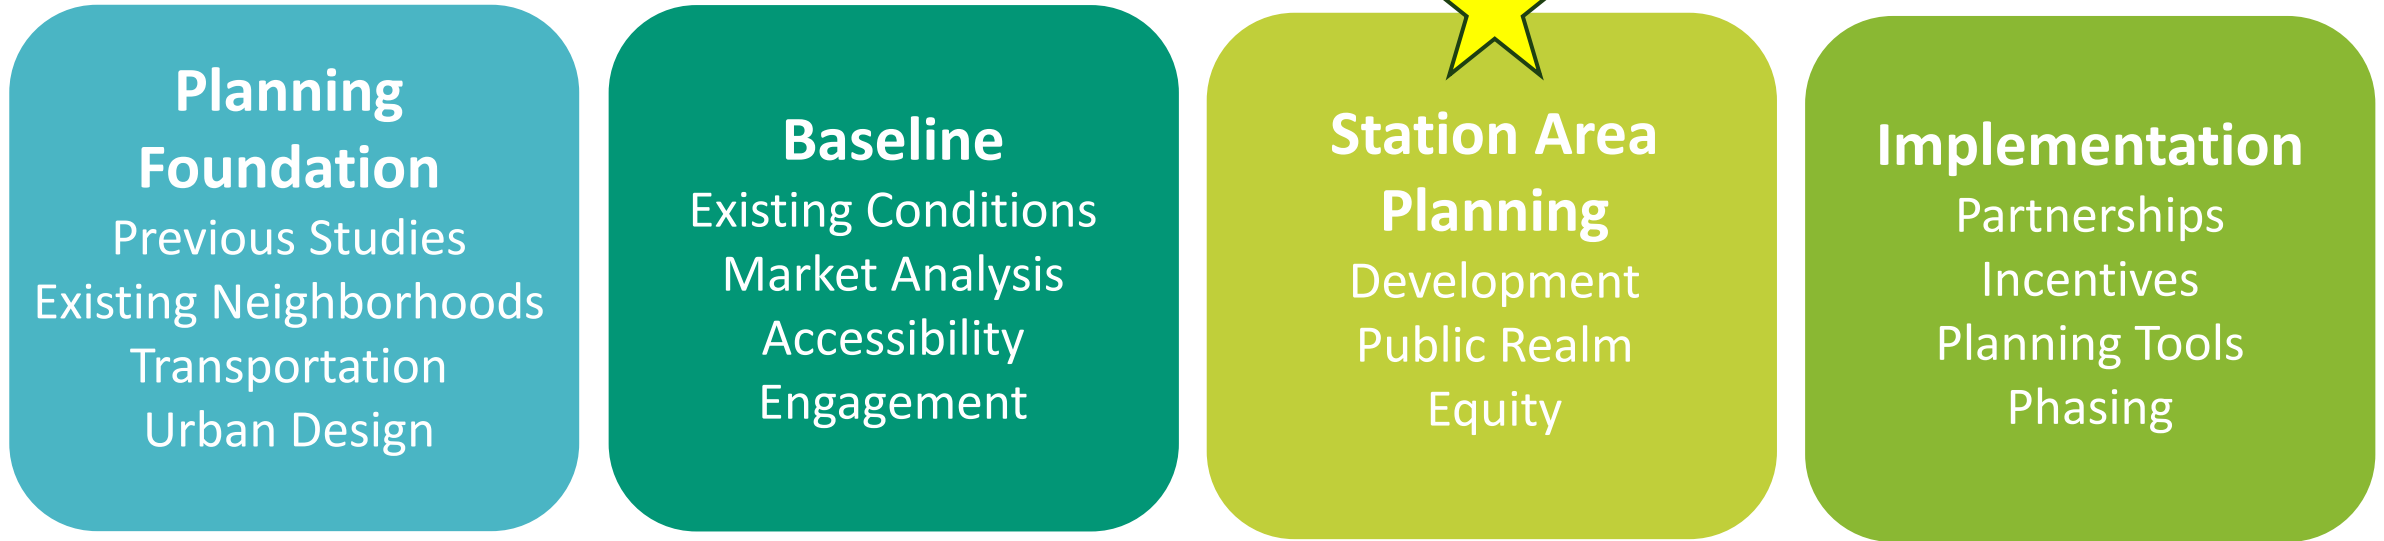 Planning
Foundation
Previous Studies
Existing Neighborhoods
Transportation
Urban Design
Baseline
Existing Conditions
Market Analysis
Accessibility
Engagement
Station Area
Planning
Development
Public Realm
Equity
Implementation
Partnerships
Incentives
Planning Tools
Phasing